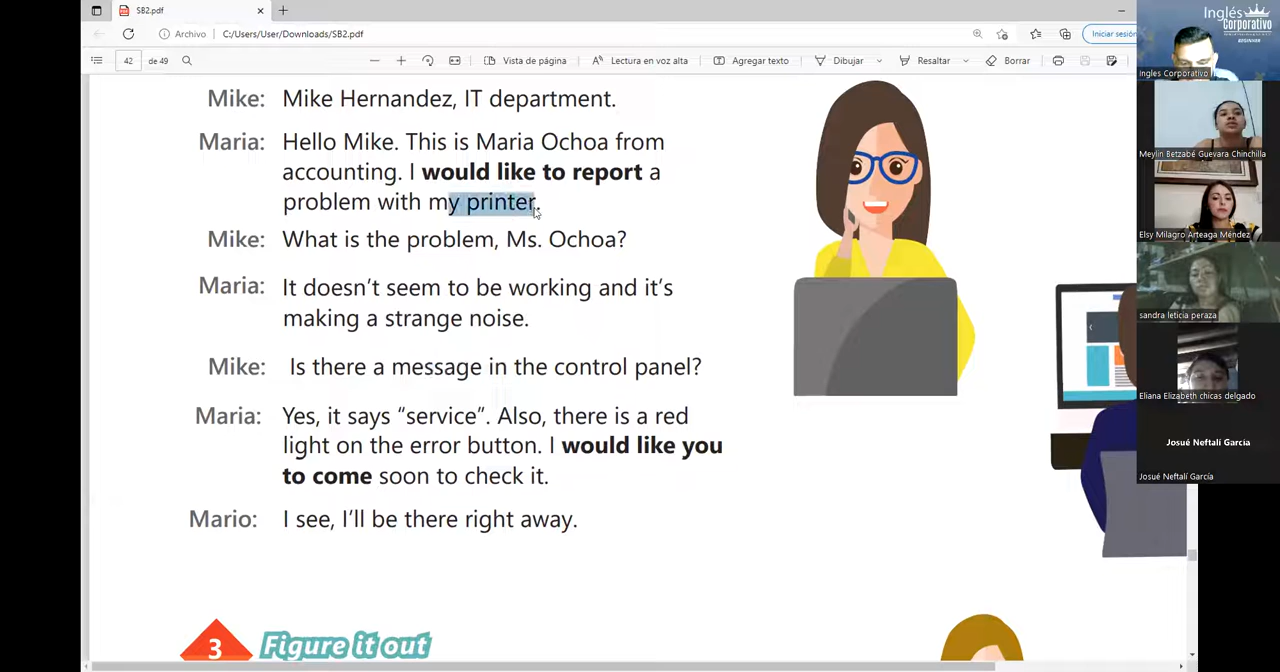 SB2.pdf
Archivo
C:/Users/User/Downloads/SB2.pdf
Iniciar sesión
42 de 49
Vista de página
Lectura en voz alta
Agregar texto
Dibujar
Resaltar
Borrar
Mike: Mike Hernandez, IT department.
Maria: Hello Mike. This is Maria Ochoa from
accounting. I would like to report a
problem with my printer.
Mike: What is the problem, Ms. Ochoa?
Maria: It doesn't seem to be working and it's
making a strange noise.
Mike: Is there a message in the control panel?
Maria: Yes, it says “service”. Also, there is a red
light on the error button. I would like you
to come soon to check it.
Mario: I see, I'll be there right away.
3 Figure it out
Inglés
Corporativo
BEGINNER
Ingles Corporativo
Meylin Betzabé Guevara Chinchilla
Elsy Milagro Arteaga Méndez
sandra leticia peraza
Eliana Elizabeth chicas delgado
Josué Neftalí García
Josué Neftalí García